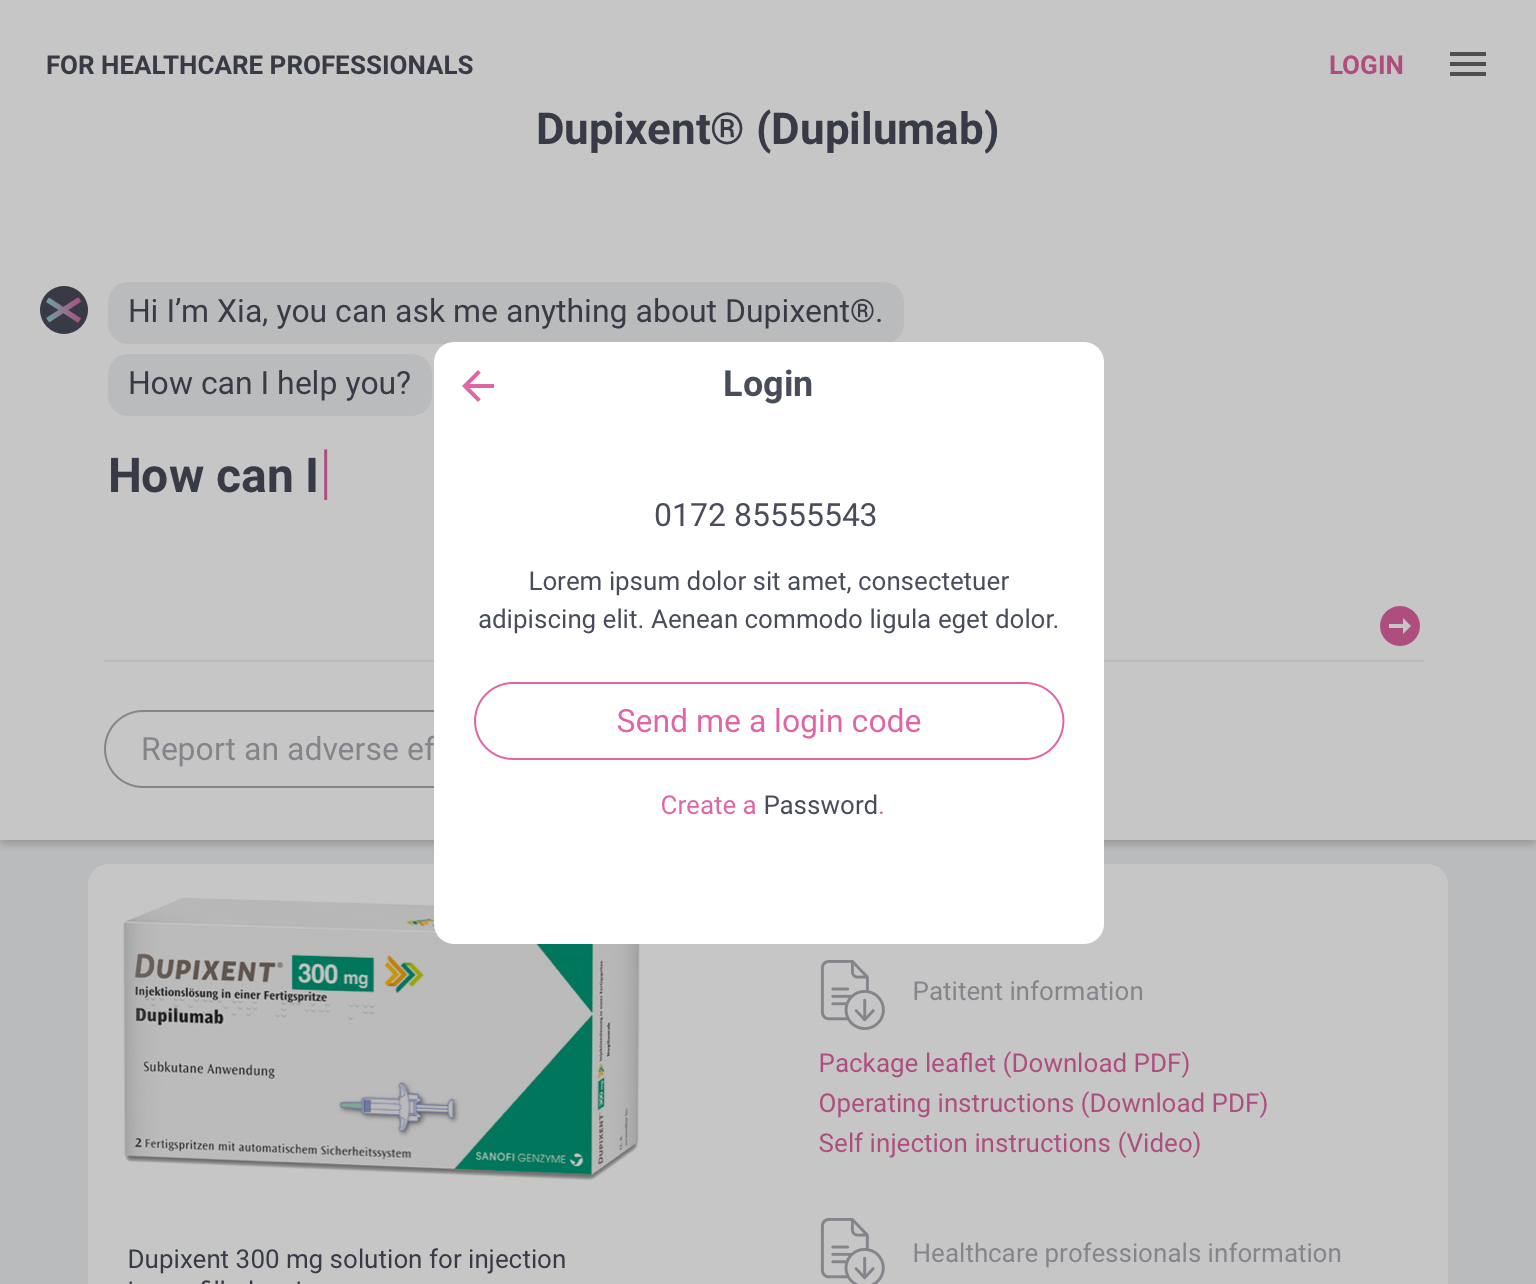 FOR HEALTHCARE PROFESSIONALS
LOGIN
Dupixent® (Dupilumab)
Hi I’m Xia, you can ask me anything about Dupixent®.
How can I help you?
How can I
Login
0172 85555543
Lorem ipsum dolor sit amet, consectetuer
adipiscing elit. Aenean commodo ligula eget dolor.
Send me a login code
Create a Password.
Report an adverse ef
DUPIXENT® 300 mg
Injektionslösung in einer Fertigspritze
Dupilumab
Subkutane Anwendung
2 Fertigspritzen mit automatischem Sicherheitssystem
SANOFI GENZYME
DUPIXENT 300 mg
Patitent information
Package leaflet (Download PDF)
Operating instructions (Download PDF)
Self injection instructions (Video)
Healthcare professionals information
Dupixent 300 mg solution for injection